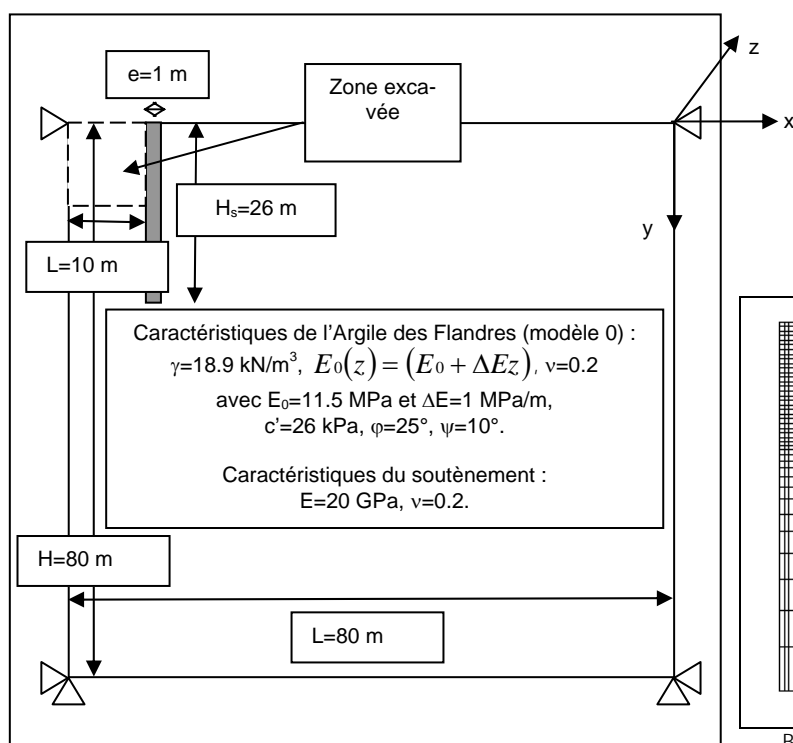 e=1 m
Zone exca-
vée
z
x
H_s=26 m
y
L=10 m
Caractéristiques de l'Argile des Flandres (modèle 0) :
γ=18.9 kN/m³, E₀(z) = (E₀ + ΔEz), ν=0.2
avec E₀=11.5 MPa et ΔE=1 MPa/m,
c'=26 kPa, φ=25°, ψ=10°.
Caractéristiques du soutènement :
E=20 GPa, ν=0.2.
H=80 m
L=80 m